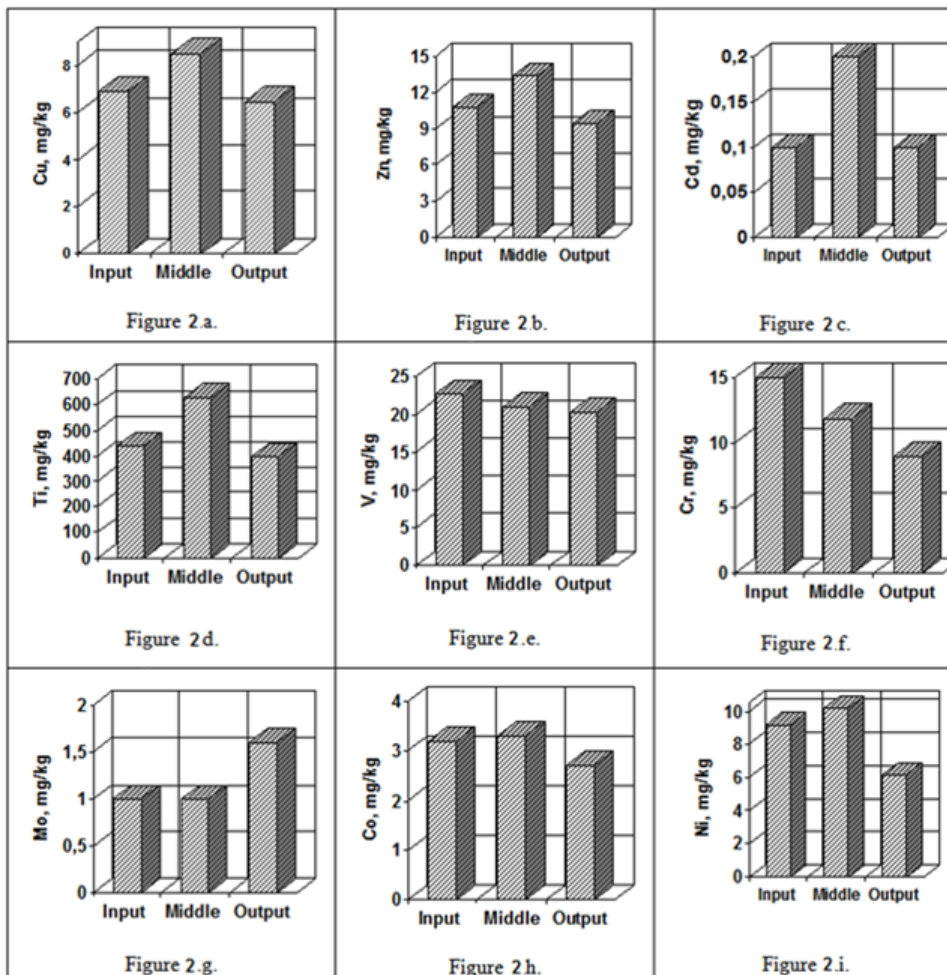 Cu, mg/kg
8
6
4
2
0
Input Middle Output
Figure 2.a.
Zn, mg/kg
15
12
9
6
3
0
Input Middle Output
Figure 2.b.
Cd, mg/kg
0,2
0,15
0,1
0,05
0
Input Middle Output
Figure 2 c.
Ti, mg/kg
700
600
500
400
300
200
100
0
Input Middle Output
Figure 2 d.
V, mg/kg
25
20
15
10
5
0
Input Middle Output
Figure 2.e.
Cr, mg/kg
15
10
5
0
Input Middle Output
Figure 2.f.
Mo, mg/kg
2
1,5
1
0,5
0
Input Middle Output
Figure 2.g.
Co, mg/kg
4
3
2
1
0
Input Middle Output
Figure 2.h.
Ni, mg/kg
10
8
6
4
2
0
Input Middle Output
Figure 2.i.